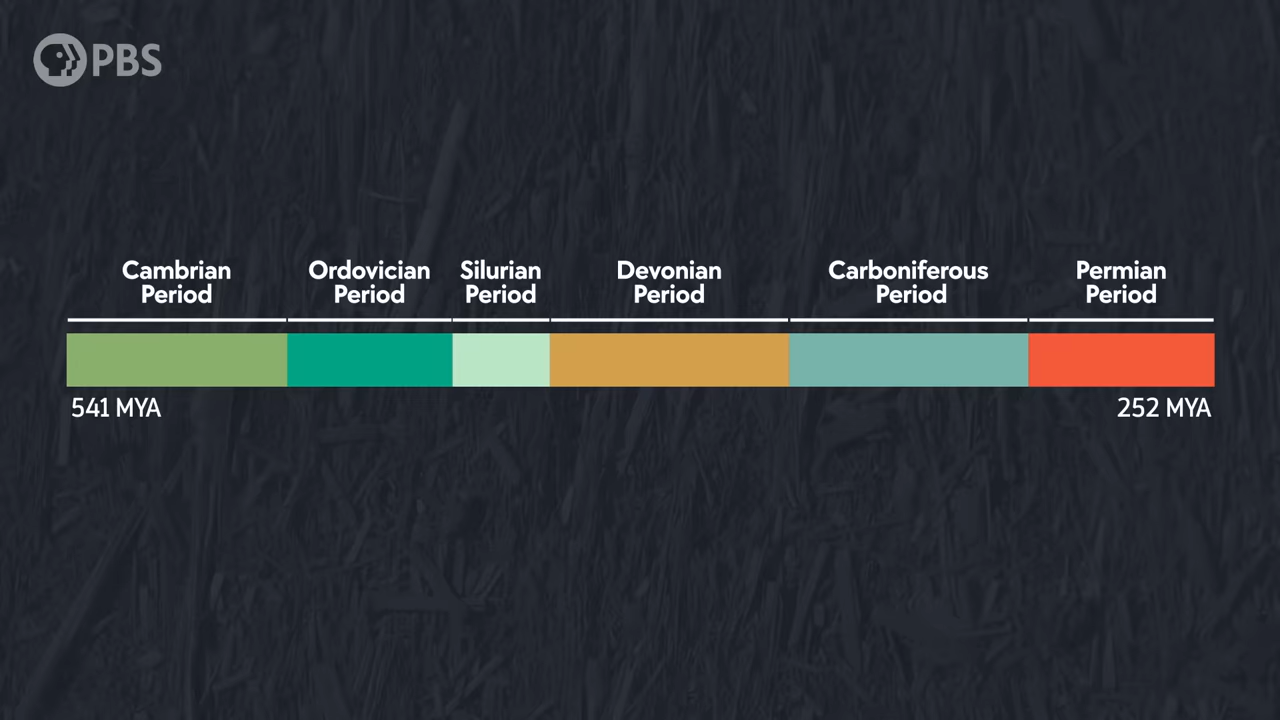 PBS
Cambrian
Period
Ordovician
Period
Silurian
Period
Devonian
Period
Carboniferous
Period
Permian
Period
541 MYA
252 MYA